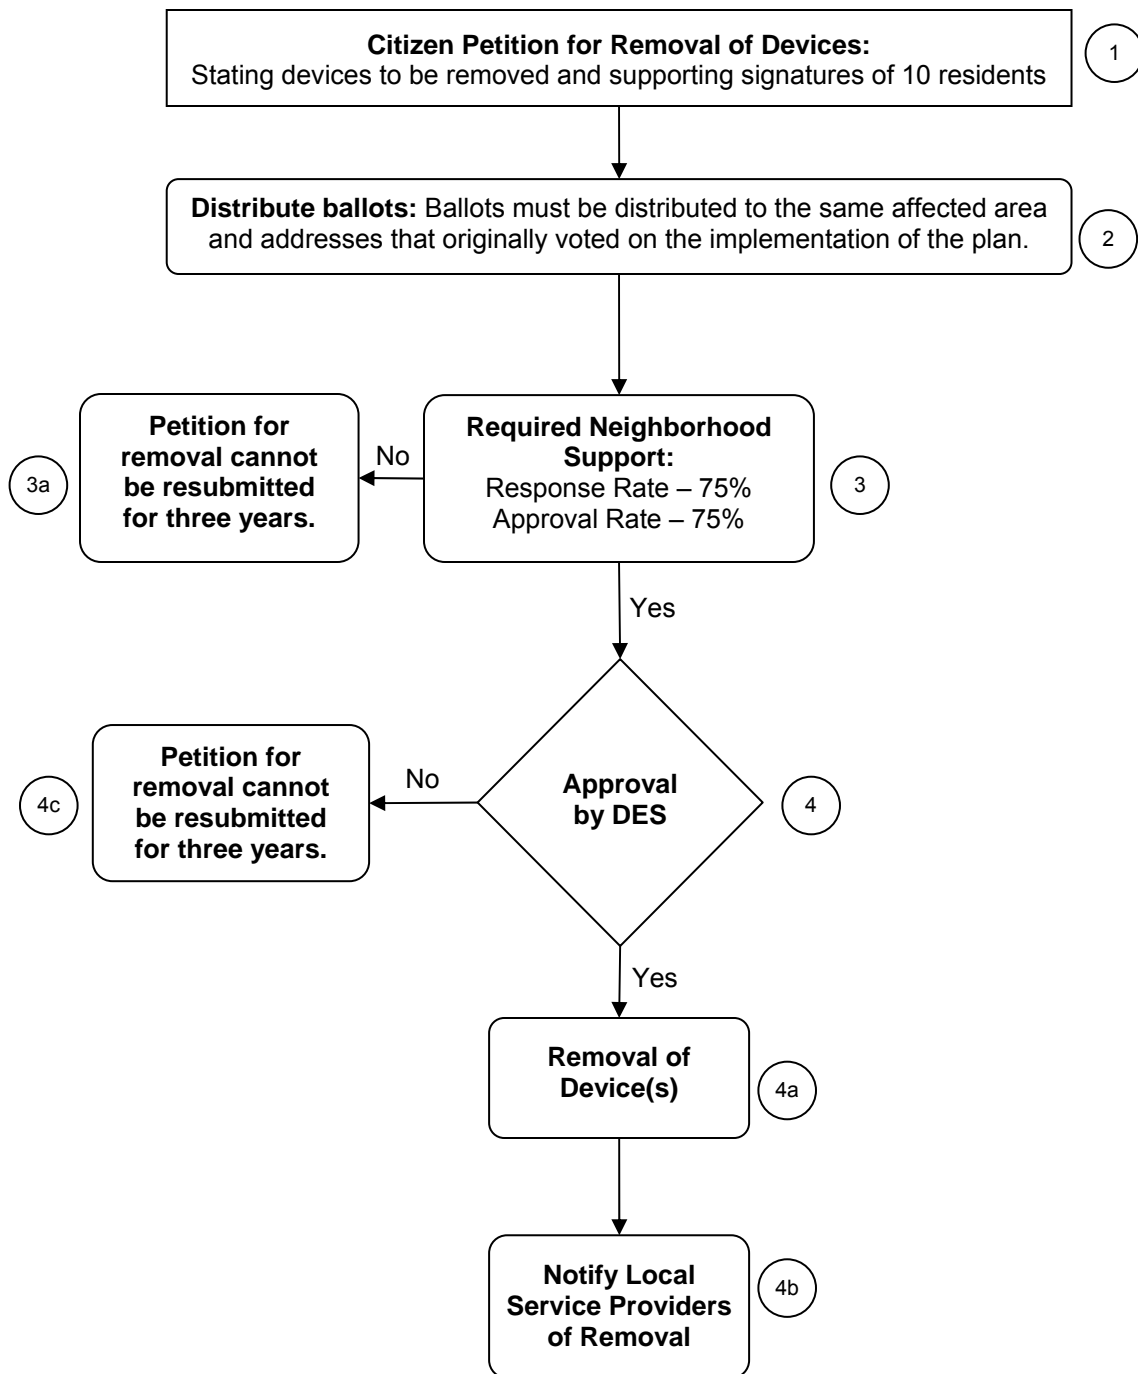 Citizen Petition for Removal of Devices:
Stating devices to be removed and supporting signatures of 10 residents
1
Distribute ballots: Ballots must be distributed to the same affected area
and addresses that originally voted on the implementation of the plan.
2
Petition for
removal cannot
be resubmitted
for three years.
3a
No
Required Neighborhood
Support:
Response Rate – 75%
Approval Rate – 75%
3
Yes
Petition for
removal cannot
be resubmitted
for three years.
4c
No
Approval
by DES
4
Yes
Removal of
Device(s)
4a
Notify Local
Service Providers
of Removal
4b